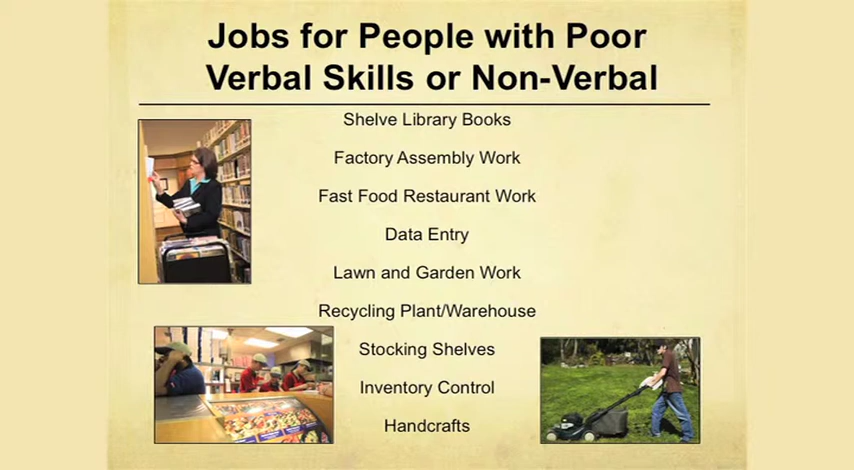 Jobs for People with Poor
Verbal Skills or Non-Verbal
Shelve Library Books
Factory Assembly Work
Fast Food Restaurant Work
Data Entry
Lawn and Garden Work
Recycling Plant/Warehouse
Stocking Shelves
Inventory Control
Handcrafts